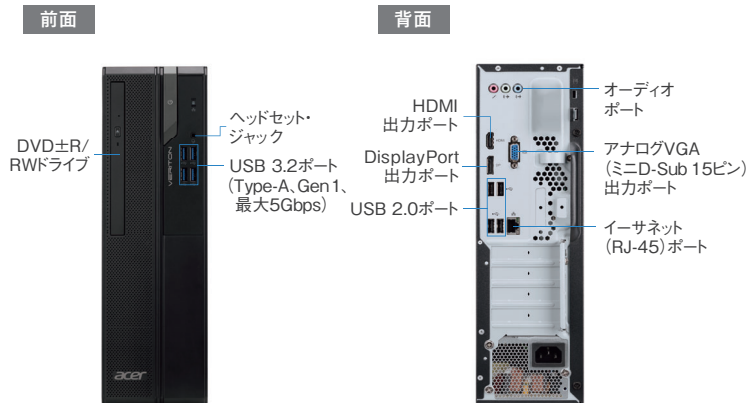 前面
背面
DVD±R/
RWドライブ
ヘッドセット・
ジャック
USB 3.2ポート
（Type-A、Gen1、
最大5Gbps）
VERITON
acer
HDMI
出力ポート
DisplayPort
出力ポート
USB 2.0ポート
オーディオ
ポート
アナログVGA
（ミニD-Sub 15ピン）
出力ポート
イーサネット
（RJ-45）ポート